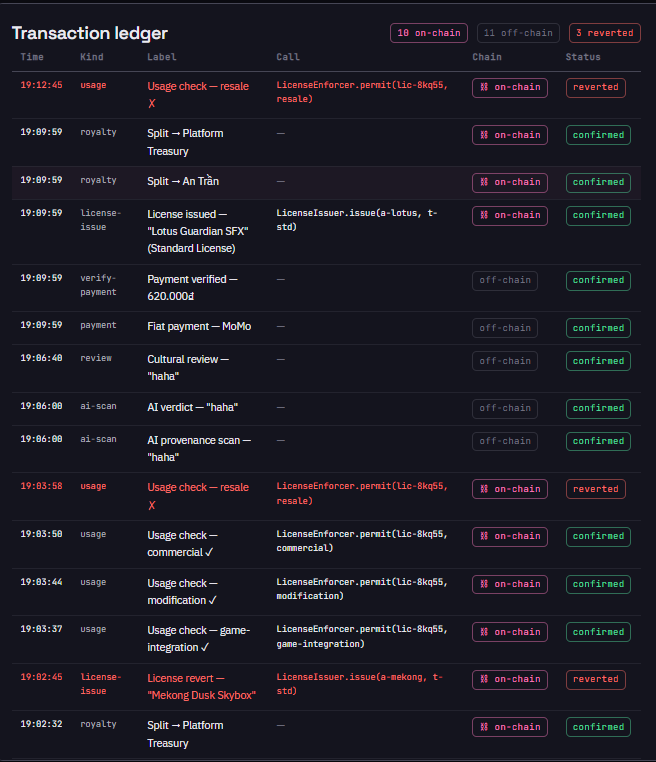 Transaction ledger
10 on-chain 11 off-chain 3 reverted
Time Kind Label Call Chain Status
19:12:45 usage Usage check — resale LicenseEnforcer.permit(lic-8kq55, ⛓ on-chain reverted
✗ resale)
19:09:59 royalty Split → Platform — ⛓ on-chain confirmed
Treasury
19:09:59 royalty Split → An Trần — ⛓ on-chain confirmed
19:09:59 license- License issued — LicenseIssuer.issue(a-lotus, t- ⛓ on-chain confirmed
issue "Lotus Guardian SFX" std)
(Standard License)
19:09:59 verify- Payment verified — — off-chain confirmed
payment 620.000₫
19:09:59 payment Fiat payment — MoMo — off-chain confirmed
19:06:40 review Cultural review — — off-chain confirmed
"haha"
19:06:00 ai-scan AI verdict — "haha" — off-chain confirmed
19:06:00 ai-scan AI provenance scan — — off-chain confirmed
"haha"
19:03:58 usage Usage check — resale LicenseEnforcer.permit(lic-8kq55, ⛓ on-chain reverted
✗ resale)
19:03:50 usage Usage check — LicenseEnforcer.permit(lic-8kq55, ⛓ on-chain confirmed
commercial ✓ commercial)
19:03:44 usage Usage check — LicenseEnforcer.permit(lic-8kq55, ⛓ on-chain confirmed
modification ✓ modification)
19:03:37 usage Usage check — game- LicenseEnforcer.permit(lic-8kq55, ⛓ on-chain confirmed
integration ✓ game-integration)
19:02:45 license- License revert — LicenseIssuer.issue(a-mekong, t- ⛓ on-chain reverted
issue "Mekong Dusk Skybox" std)
19:02:32 royalty Split → Platform — ⛓ on-chain confirmed
Treasury